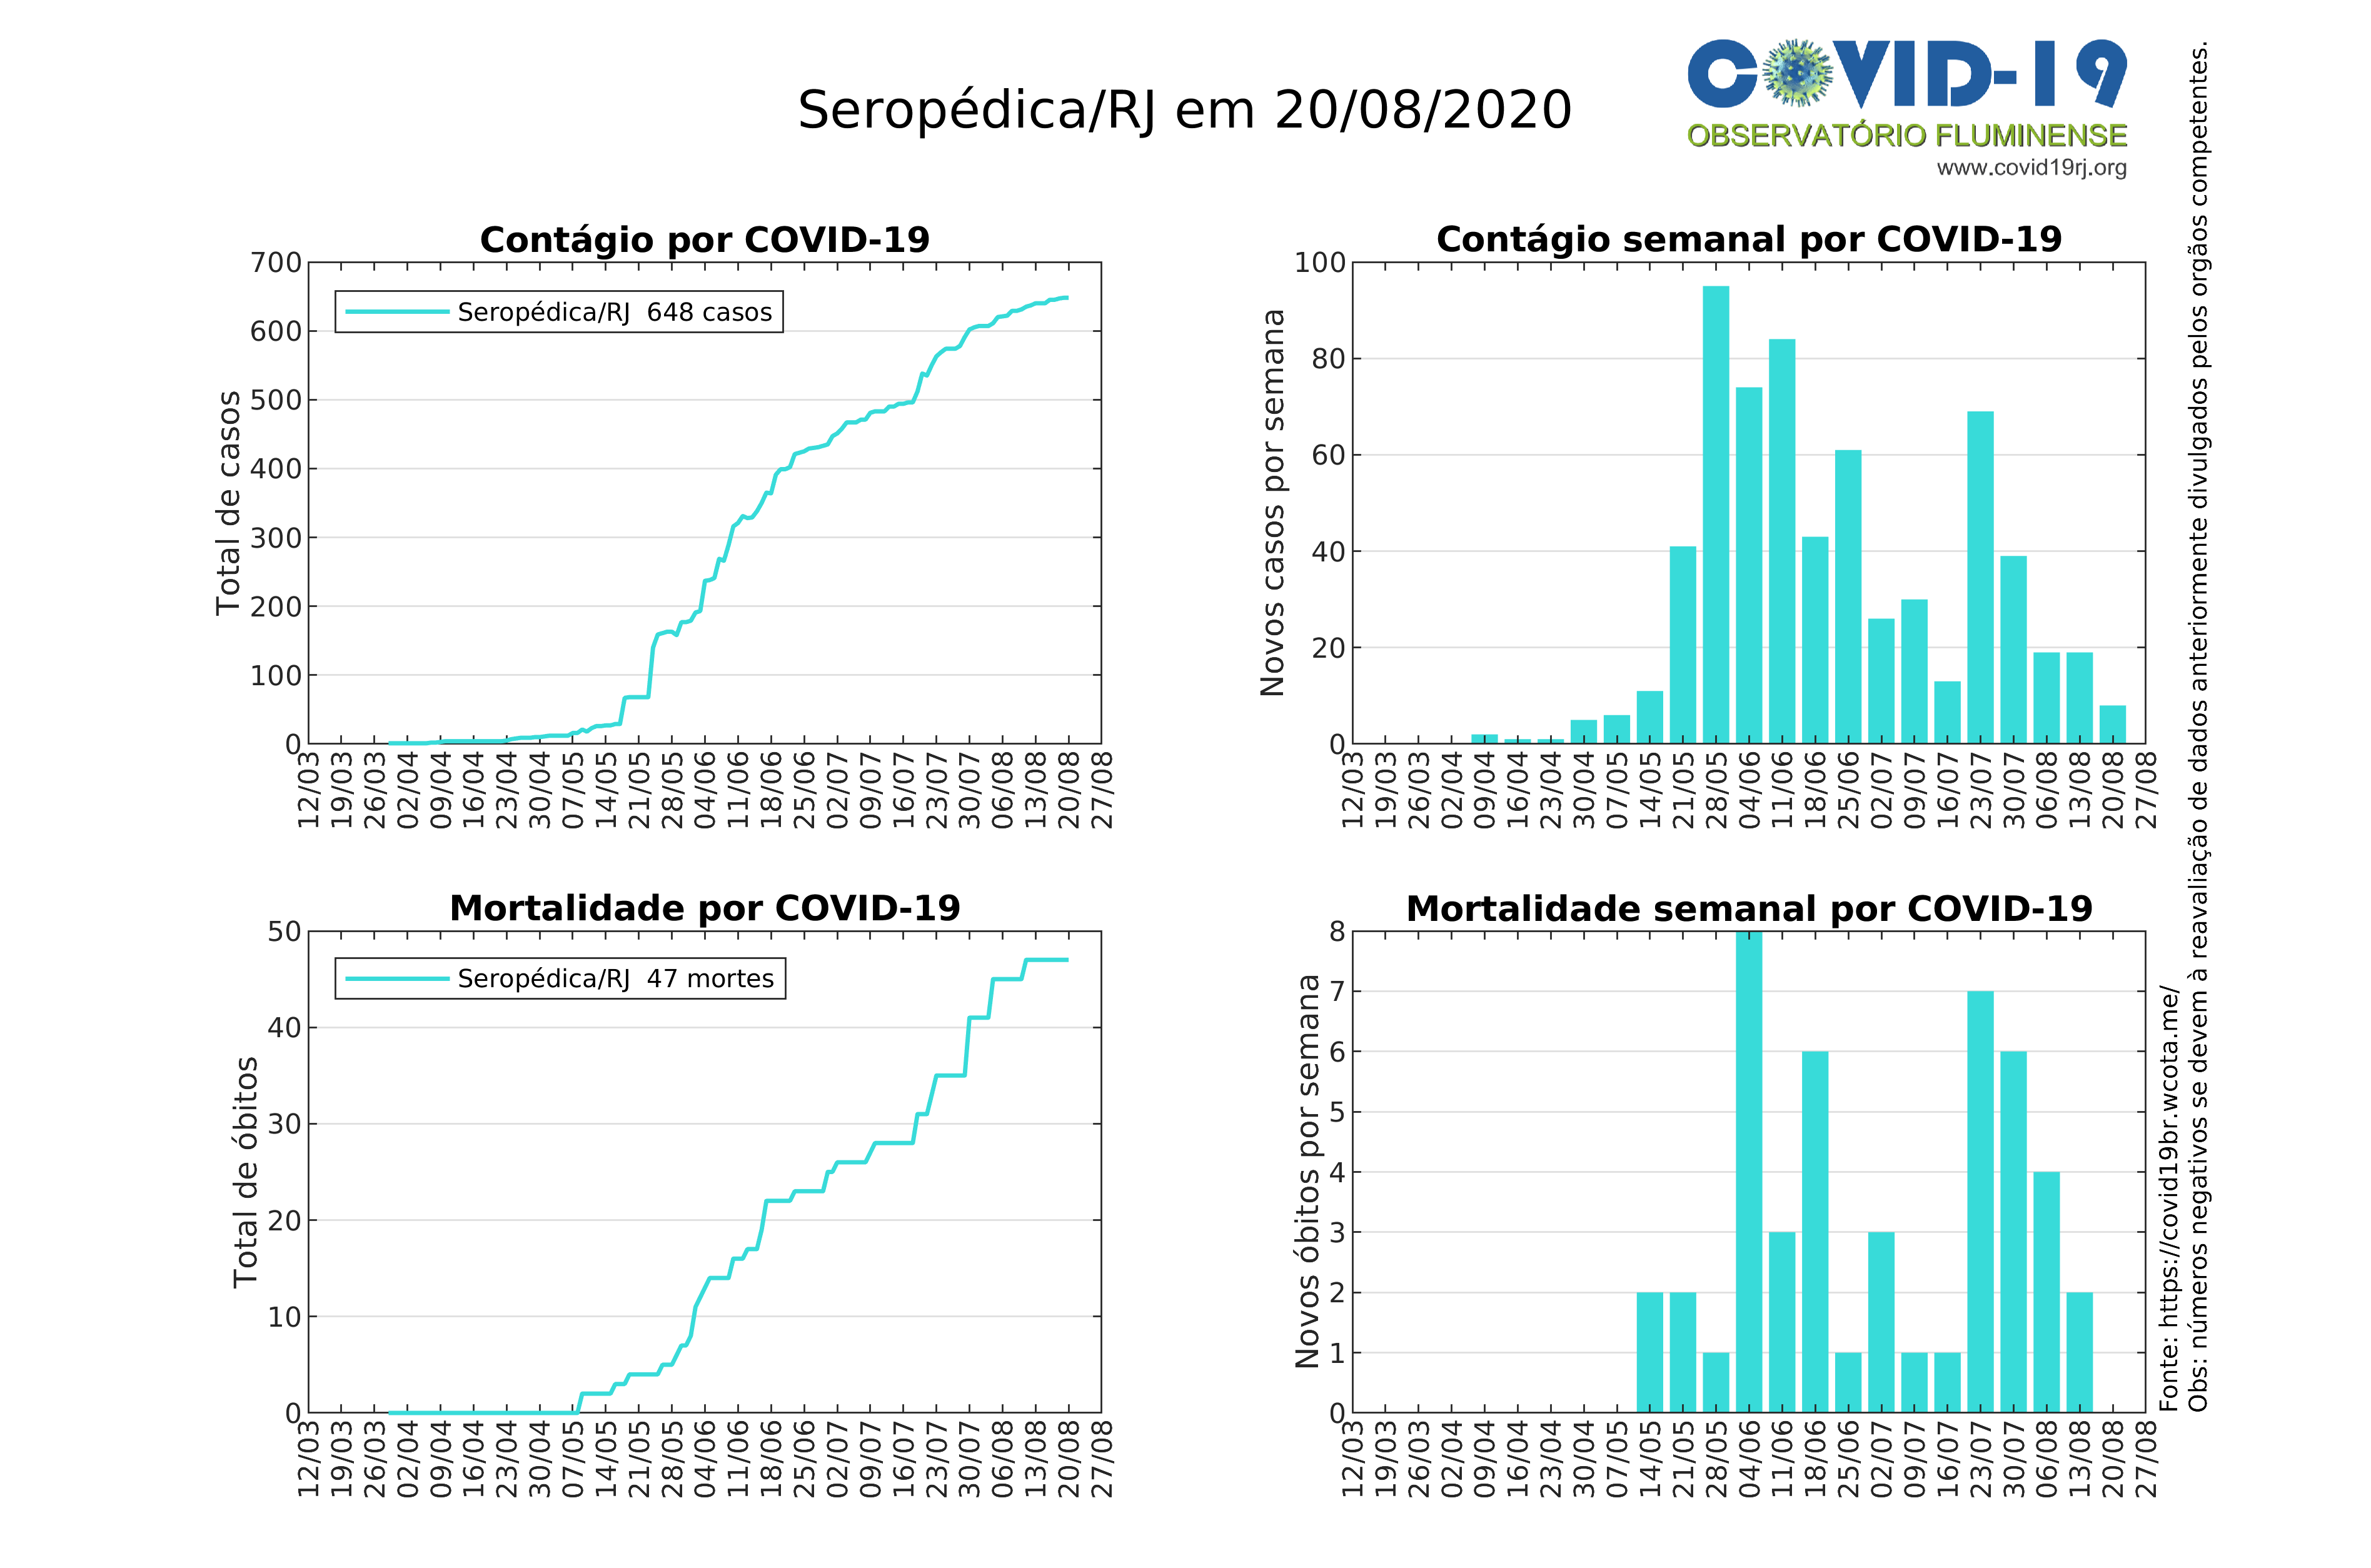 Seropédica/RJ em 20/08/2020
COVID-19
OBSERVATÓRIO FLUMINENSE
www.covid19rj.org
Contágio por COVID-19
Total de casos
700
600
500
400
300
200
100
0
Seropédica/RJ 648 casos
12/03 19/03 26/03 02/04 09/04 16/04 23/04 30/04 07/05 14/05 21/05 28/05 04/06 11/06 18/06 25/06 02/07 09/07 16/07 23/07 30/07 06/08 13/08 20/08 27/08
Contágio semanal por COVID-19
Novos casos por semana
100
80
60
40
20
0
12/03 19/03 26/03 02/04 09/04 16/04 23/04 30/04 07/05 14/05 21/05 28/05 04/06 11/06 18/06 25/06 02/07 09/07 16/07 23/07 30/07 06/08 13/08 20/08 27/08
Mortalidade por COVID-19
Total de óbitos
50
40
30
20
10
0
Seropédica/RJ 47 mortes
12/03 19/03 26/03 02/04 09/04 16/04 23/04 30/04 07/05 14/05 21/05 28/05 04/06 11/06 18/06 25/06 02/07 09/07 16/07 23/07 30/07 06/08 13/08 20/08 27/08
Mortalidade semanal por COVID-19
Novos óbitos por semana
8
7
6
5
4
3
2
1
0
12/03 19/03 26/03 02/04 09/04 16/04 23/04 30/04 07/05 14/05 21/05 28/05 04/06 11/06 18/06 25/06 02/07 09/07 16/07 23/07 30/07 06/08 13/08 20/08 27/08
Fonte: https://covid19br.wcota.me/
Obs: números negativos se devem à reavaliação de dados anteriormente divulgados pelos orgãos competentes.